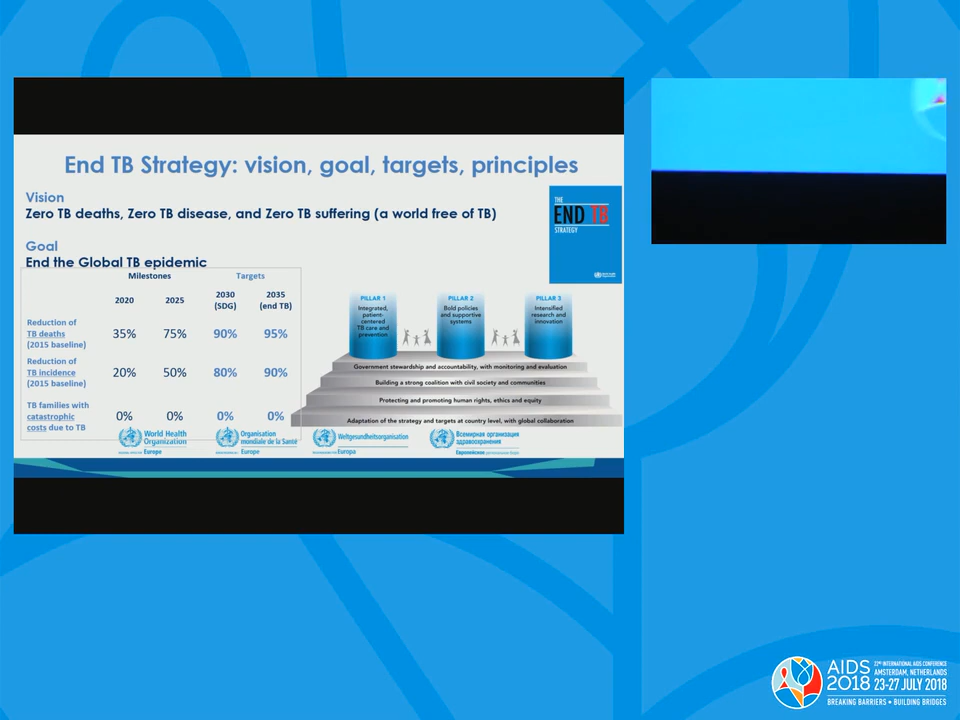 End TB Strategy: vision, goal, targets, principles
Vision
Zero TB deaths, Zero TB disease, and Zero TB suffering (a world free of TB)
Goal
End the Global TB epidemic
Milestones Targets
2020 2025 2030 (SDG) 2035 (end TB)
Reduction of
TB deaths 35% 75% 90% 95%
(2015 baseline)
Reduction of
TB incidence 20% 50% 80% 90%
(2015 baseline)
TB families with
catastrophic 0% 0% 0% 0%
costs due to TB
THE
END TB
STRATEGY
PILLAR 1
Integrated,
patient-
centered
TB care and
prevention
PILLAR 2
Bold policies
and supportive
systems
PILLAR 3
Intensified
research and
innovation
Government stewardship and accountability, with monitoring and evaluation
Building a strong coalition with civil society and communities
Protecting and promoting human rights, ethics and equity
Adaptation of the strategy and targets at country level, with global collaboration
World Health
Organization
Europe
Organisation
mondiale de la Santé
Europe
Weltgesundheitsorganisation
Europa
Всемирная организация
здравоохранения
Европейское региональное бюро
AIDS
2018
22ND INTERNATIONAL AIDS CONFERENCE
AMSTERDAM, NETHERLANDS
23-27 JULY 2018
BREAKING BARRIERS • BUILDING BRIDGES